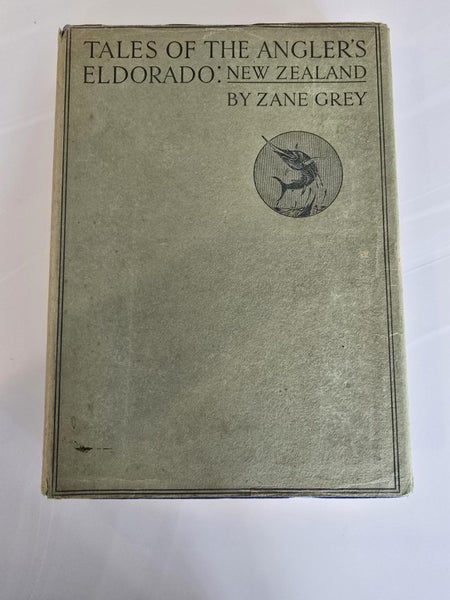 TALES OF THE ANGLER'S
ELDORADO: NEW ZEALAND
BY ZANE GREY